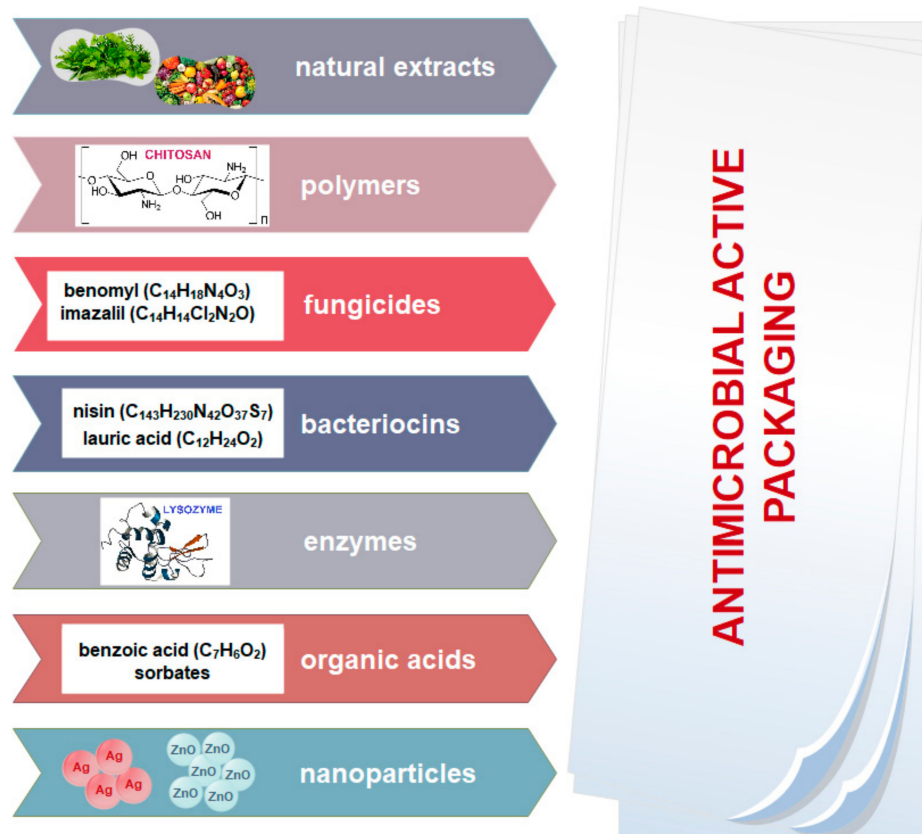 natural extracts
CHITOSAN
OH
NH₂
O
HO
O
O
HO
O
NH₂
OH
n
polymers
benomyl (C₁₄H₁₈N₄O₃)
imazalil (C₁₄H₁₄Cl₂N₂O)
fungicides
nisin (C₁₄₃H₂₃₀N₄₂O₃₇S₇)
lauric acid (C₁₂H₂₄O₂)
bacteriocins
LYSOZYME
enzymes
benzoic acid (C₇H₆O₂)
sorbates
organic acids
Ag
Ag
Ag
Ag
ZnO
ZnO
ZnO
ZnO
ZnO
ZnO
nanoparticles
ANTIMICROBIAL ACTIVE
PACKAGING